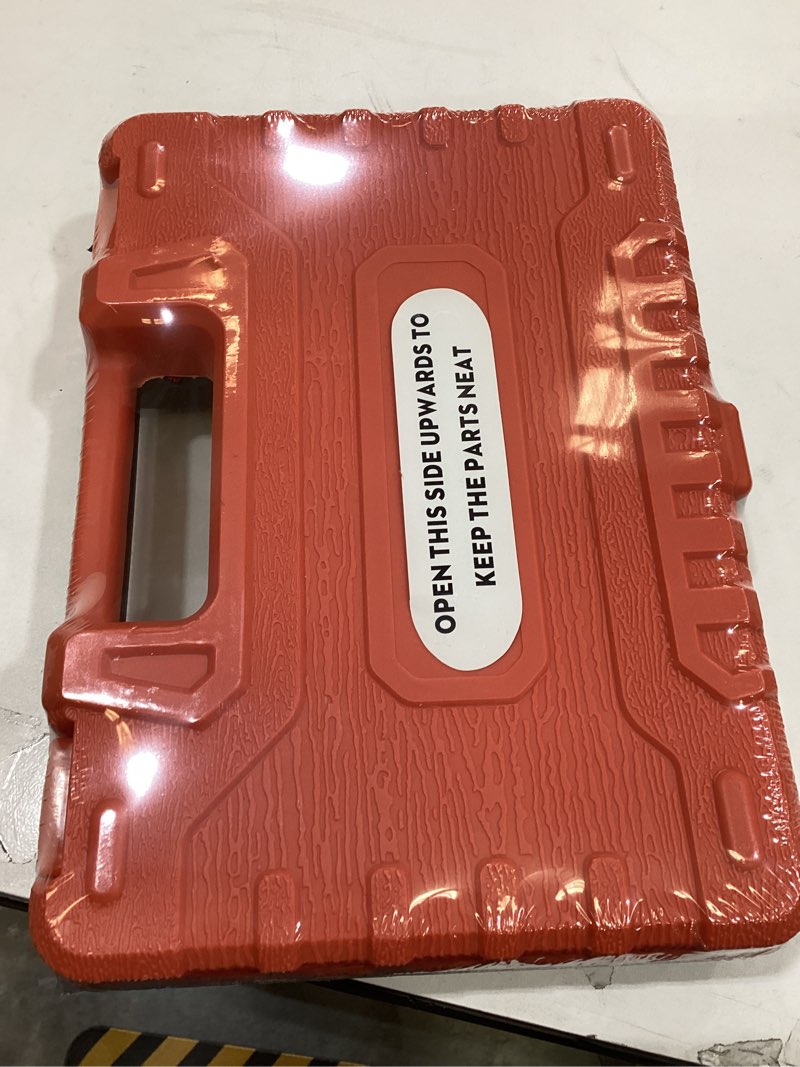 OPEN THIS SIDE UPWARDS TO
KEEP THE PARTS NEAT